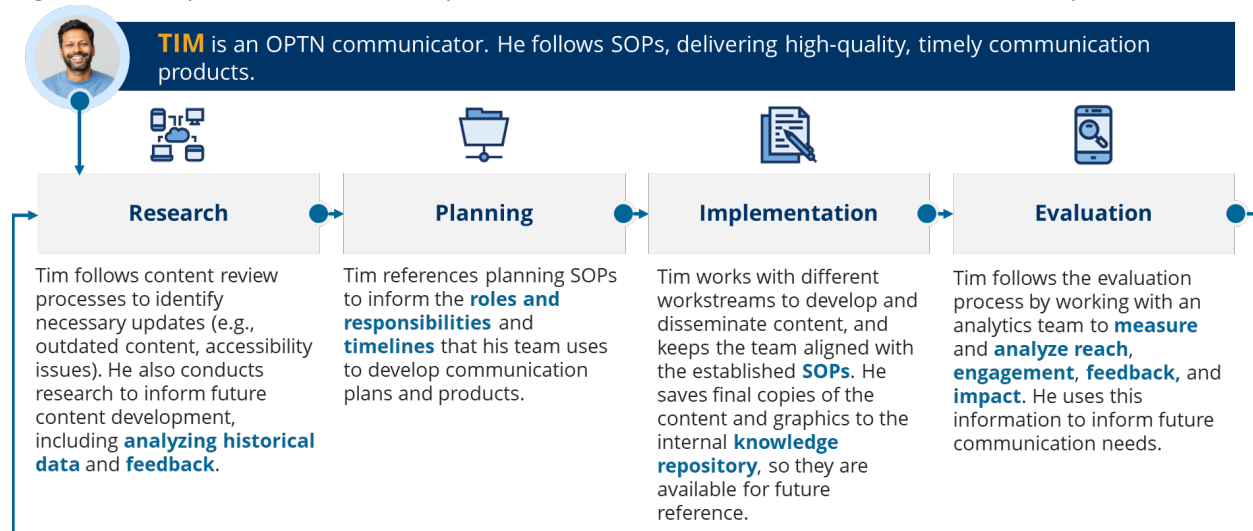 TIM is an OPTN communicator. He follows SOPs, delivering high-quality, timely communication
products.
Research
Planning
Implementation
Evaluation
Tim follows content review
processes to identify
necessary updates (e.g.,
outdated content, accessibility
issues). He also conducts
research to inform future
content development,
including analyzing historical
data and feedback.
Tim references planning SOPs
to inform the roles and
responsibilities and
timelines that his team uses
to develop communication
plans and products.
Tim works with different
workstreams to develop and
disseminate content, and
keeps the team aligned with
the established SOPs. He
saves final copies of the
content and graphics to the
internal knowledge
repository, so they are
available for future
reference.
Tim follows the evaluation
process by working with an
analytics team to measure
and analyze reach,
engagement, feedback, and
impact. He uses this
information to inform future
communication needs.